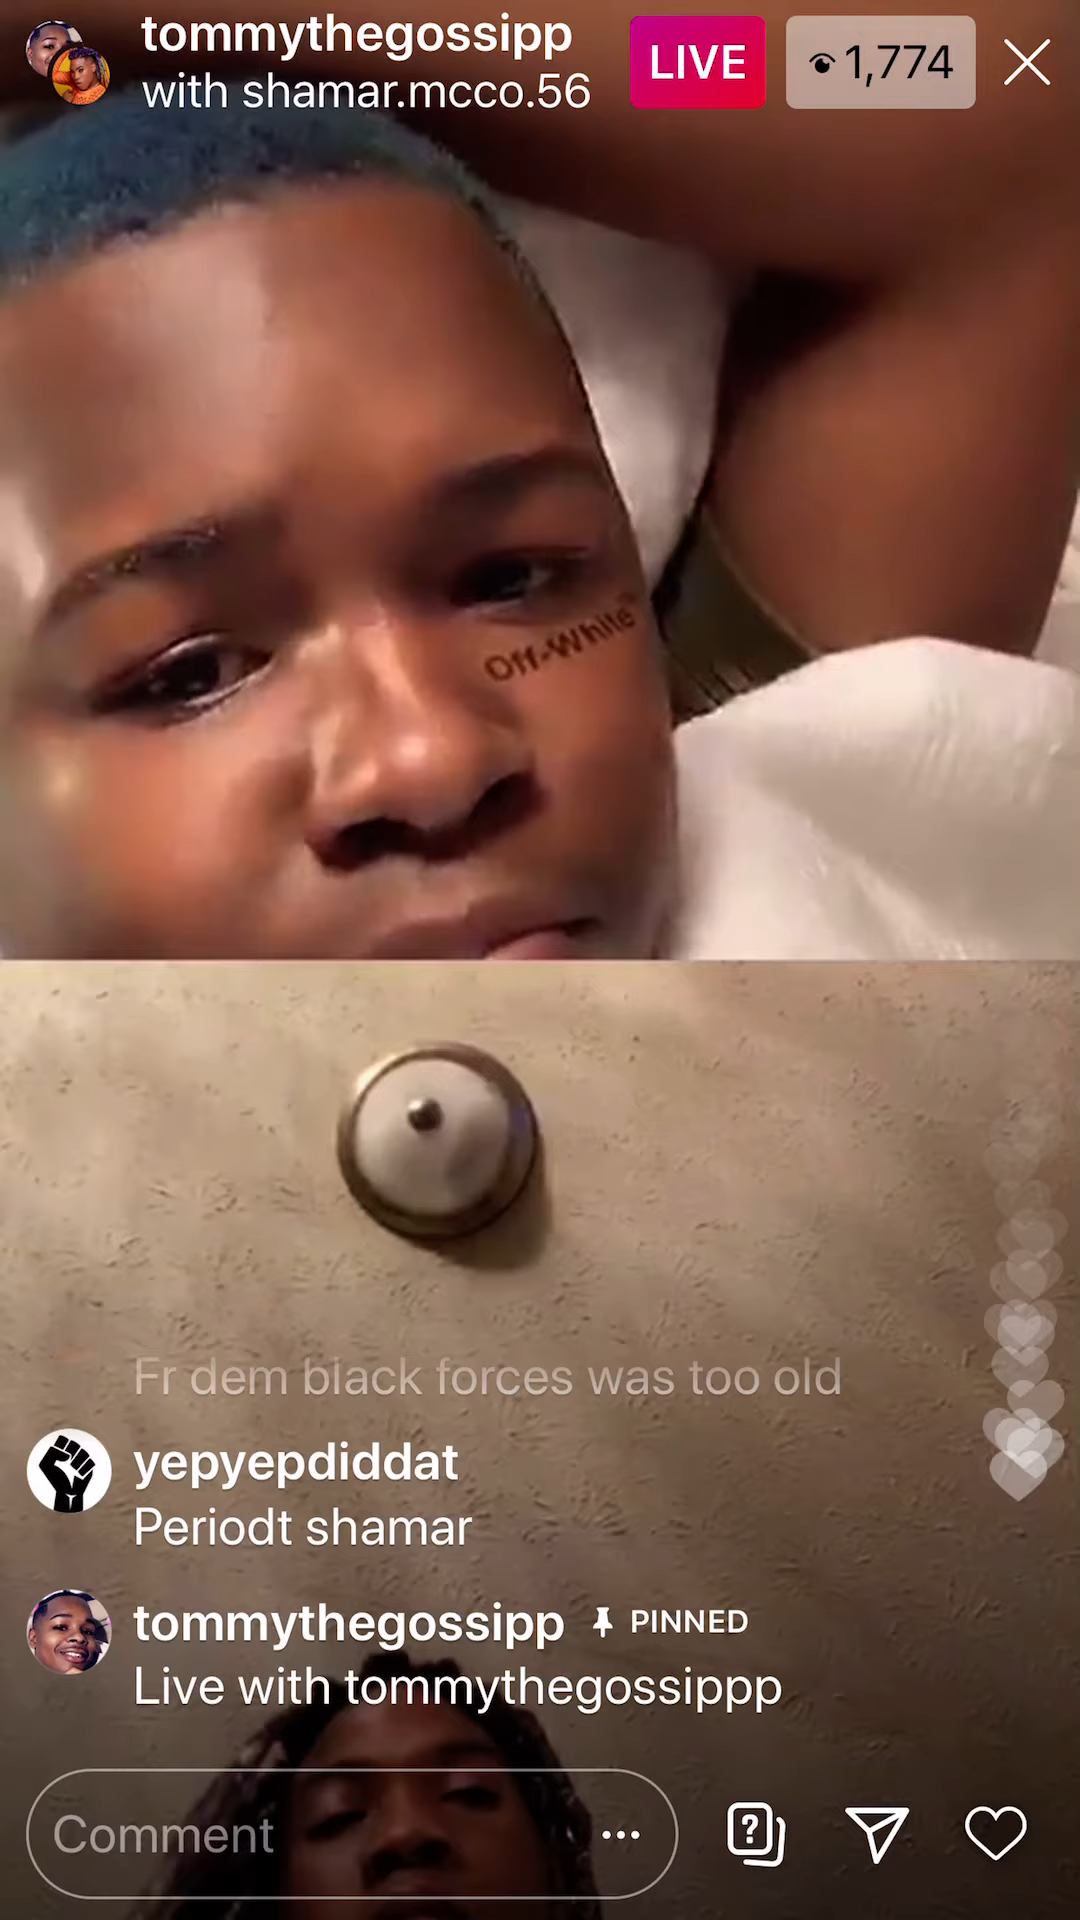 tommythegossipp
with shamar.mcco.56
LIVE
1,774
Off-White
Fr dem black forces was too old
yepyepdiddat
Periodt shamar
tommythegossipp PINNED
Live with tommythegossippp
Comment